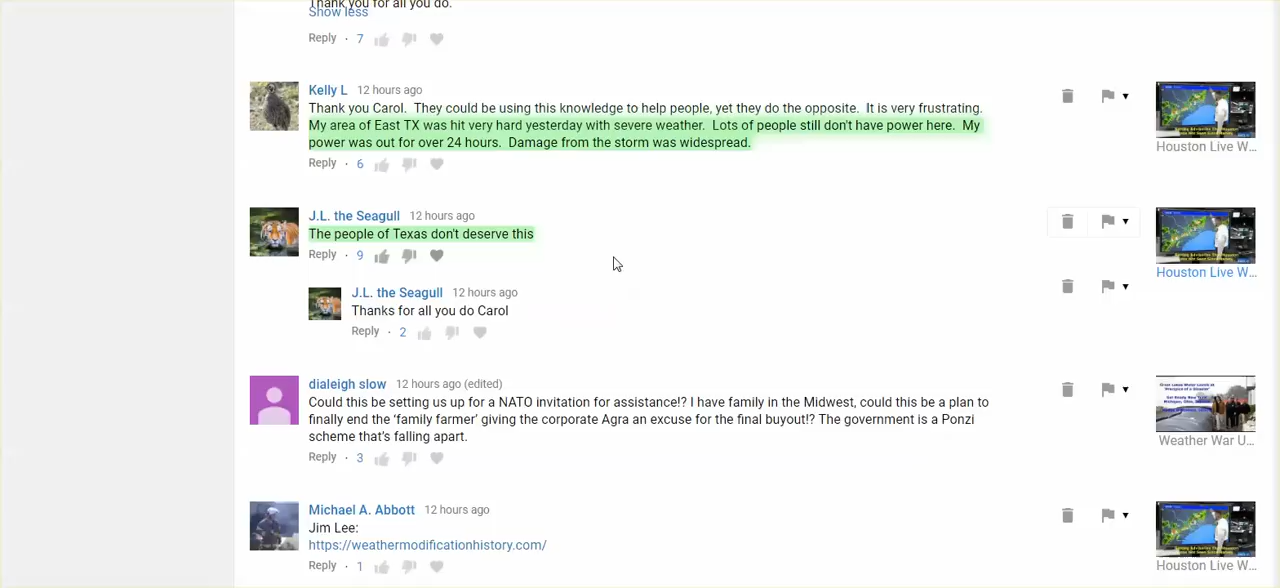 Thank you for all you do.
Show less
Reply · 7
Kelly L 12 hours ago
Thank you Carol. They could be using this knowledge to help people, yet they do the opposite. It is very frustrating.
My area of East TX was hit very hard yesterday with severe weather. Lots of people still don't have power here. My
power was out for over 24 hours. Damage from the storm was widespread.
Reply · 6
Houston Live W...
J.L. the Seagull 12 hours ago
The people of Texas don't deserve this
Reply · 9
Houston Live W...
J.L. the Seagull 12 hours ago
Thanks for all you do Carol
Reply · 2
dialeigh slow 12 hours ago (edited)
Could this be setting us up for a NATO invitation for assistance!? I have family in the Midwest, could this be a plan to
finally end the ‘family farmer’ giving the corporate Agra an excuse for the final buyout!? The government is a Ponzi
scheme that’s falling apart.
Reply · 3
Weather War U...
Michael A. Abbott 12 hours ago
Jim Lee:
https://weathermodificationhistory.com/
Reply · 1
Houston Live W...